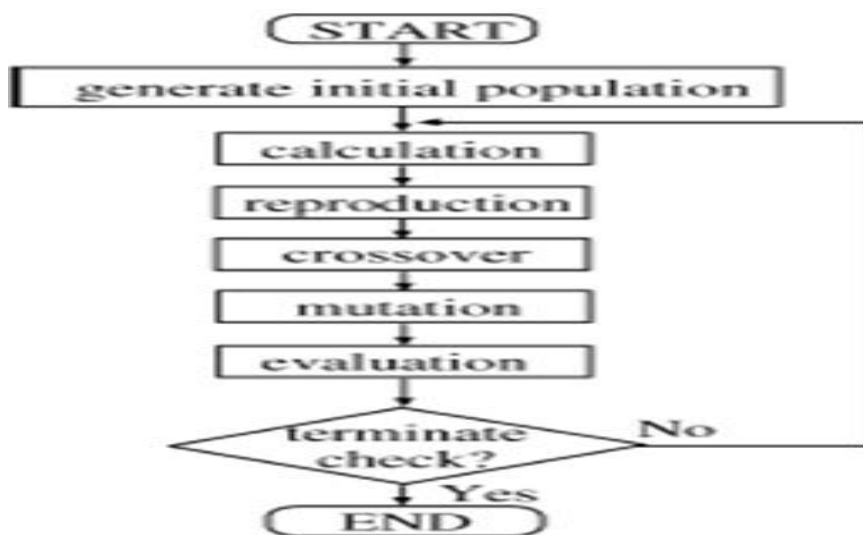 START
generate initial population
calculation
reproduction
crossover
mutation
evaluation
terminate
check?
No
Yes
END